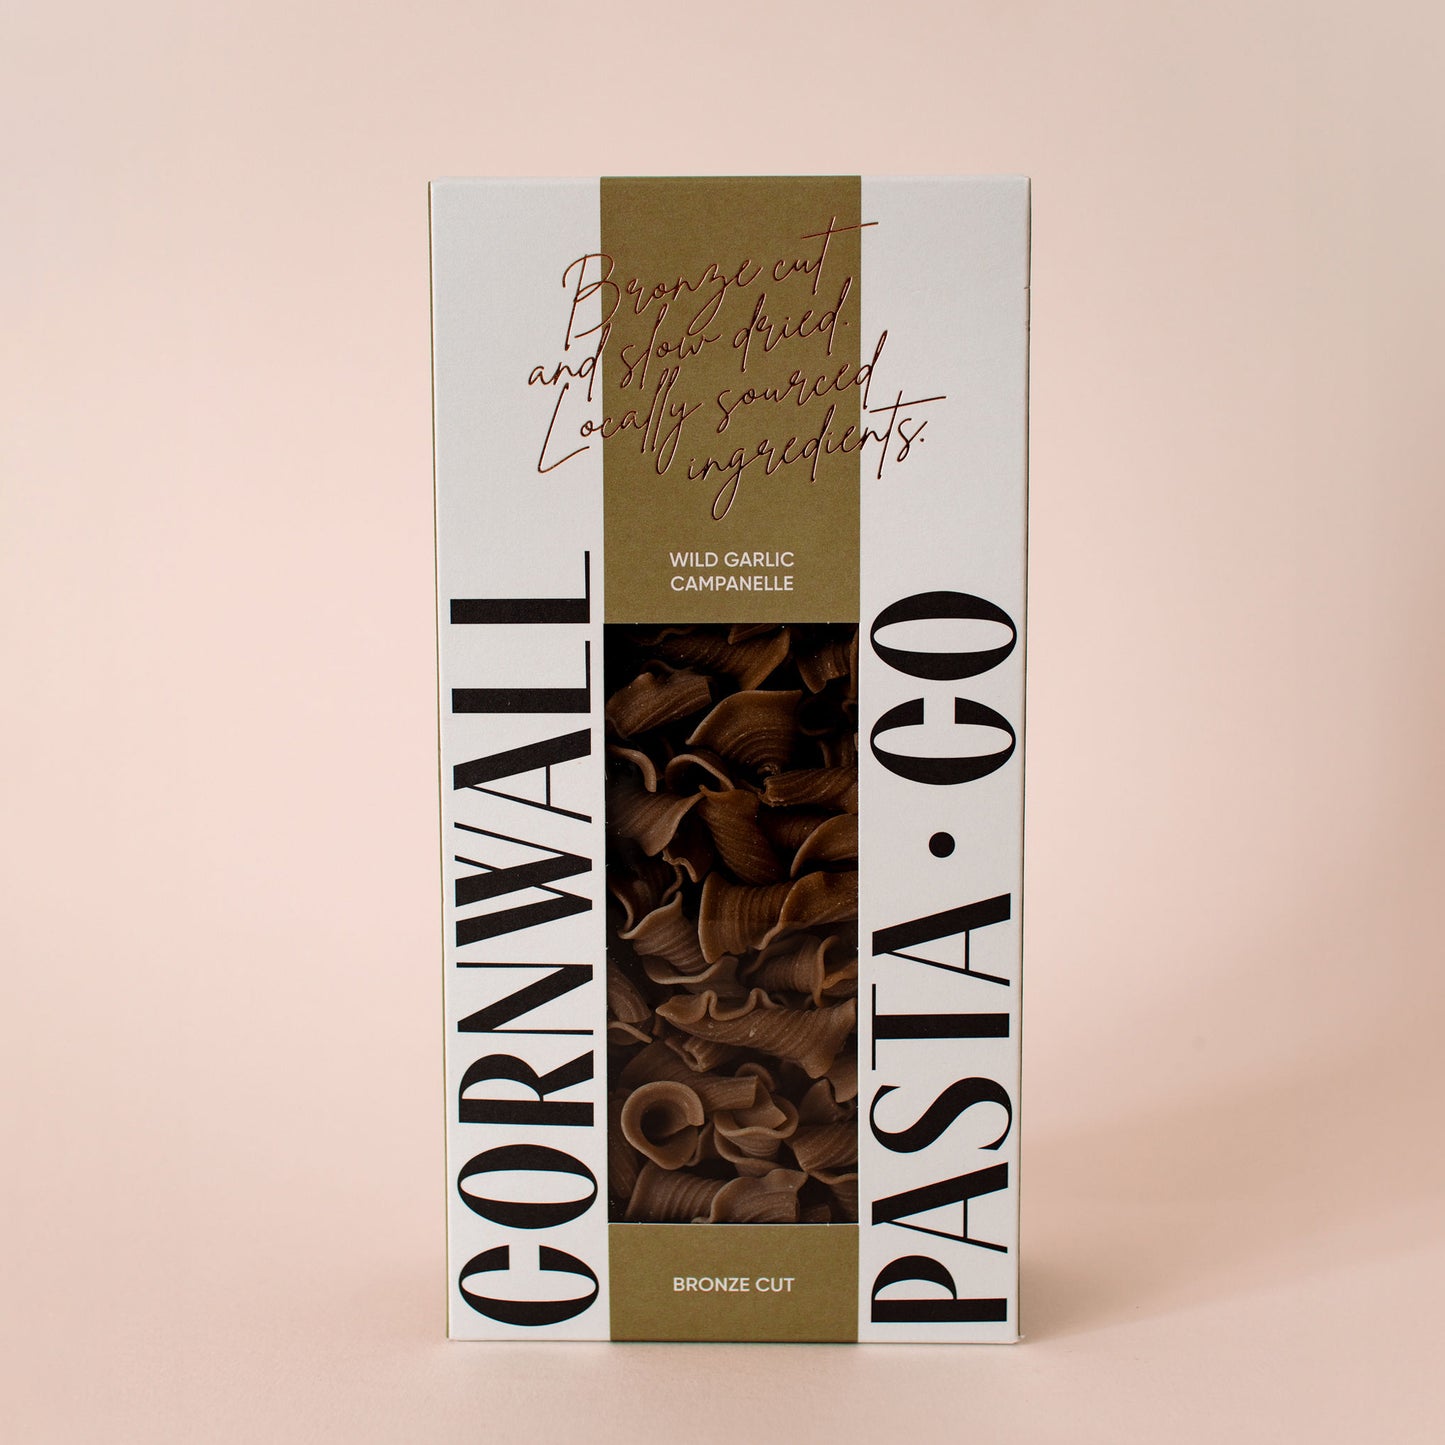 Bronze cut
and slow dried.
Locally sourced
ingredients.
WILD GARLIC
CAMPANELLE
CORNWALL
PASTA • CO
BRONZE CUT